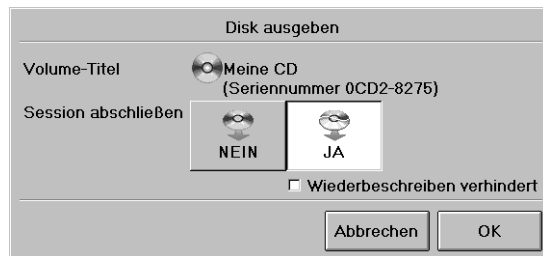 Disk ausgeben
Volume-Titel Meine CD
(Seriennummer 0CD2-8275)
Session abschließen
NEIN JA
Wiederbeschreiben verhindert
Abbrechen OK